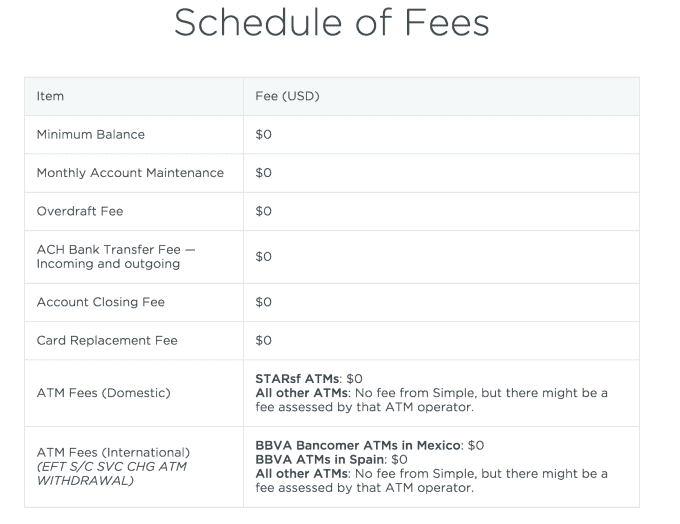 Schedule of Fees
Item
Fee (USD)
Minimum Balance
$0
Monthly Account Maintenance
$0
Overdraft Fee
$0
ACH Bank Transfer Fee —
Incoming and outgoing
$0
Account Closing Fee
$0
Card Replacement Fee
$0
ATM Fees (Domestic)
STARsf ATMs: $0
All other ATMs: No fee from Simple, but there might be a
fee assessed by that ATM operator.
ATM Fees (International)
(EFT S/C SVC CHG ATM
WITHDRAWAL)
BBVA Bancomer ATMs in Mexico: $0
BBVA ATMs in Spain: $0
All other ATMs: No fee from Simple, but there might be a
fee assessed by that ATM operator.